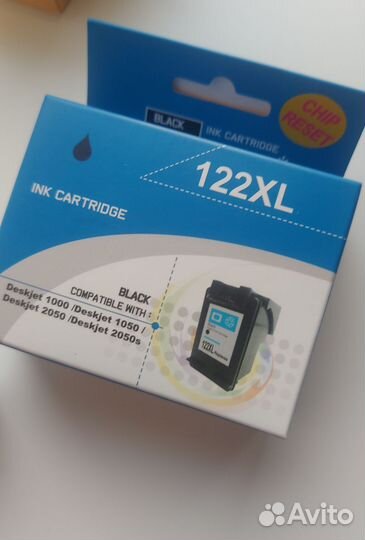 BLACK
INK CARTRIDGE
CHIP
RESET
122XL
INK CARTRIDGE
BLACK
COMPATIBLE WITH:
Deskjet 1000 /Deskjet 1050 /
Deskjet 2050 /Deskjet 2050s
122XL
Avito